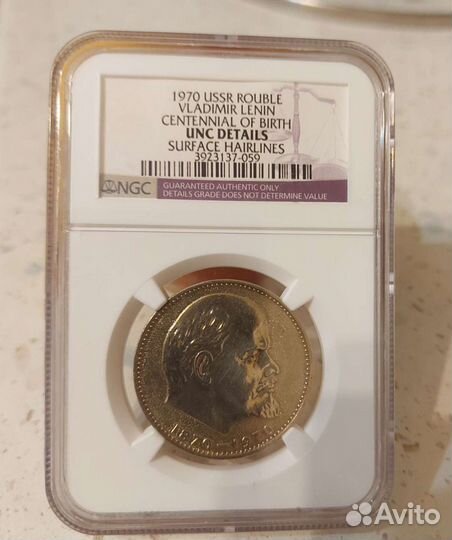 1970 USSR ROUBLE
VLADIMIR LENIN
CENTENNIAL OF BIRTH
UNC DETAILS
SURFACE HAIRLINES
3923137-059
NGC
GUARANTEED AUTHENTIC ONLY
DETAILS GRADE DOES NOT DETERMINE VALUE
1870—1970
Avito